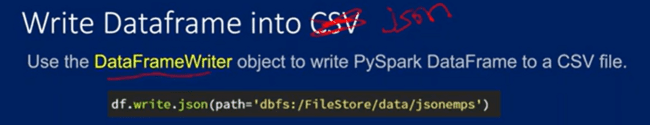 Write Dataframe into CSV json
Use the DataFrameWriter object to write PySpark DataFrame to a CSV file.
df.write.json(path='dbfs:/FileStore/data/jsonemps')